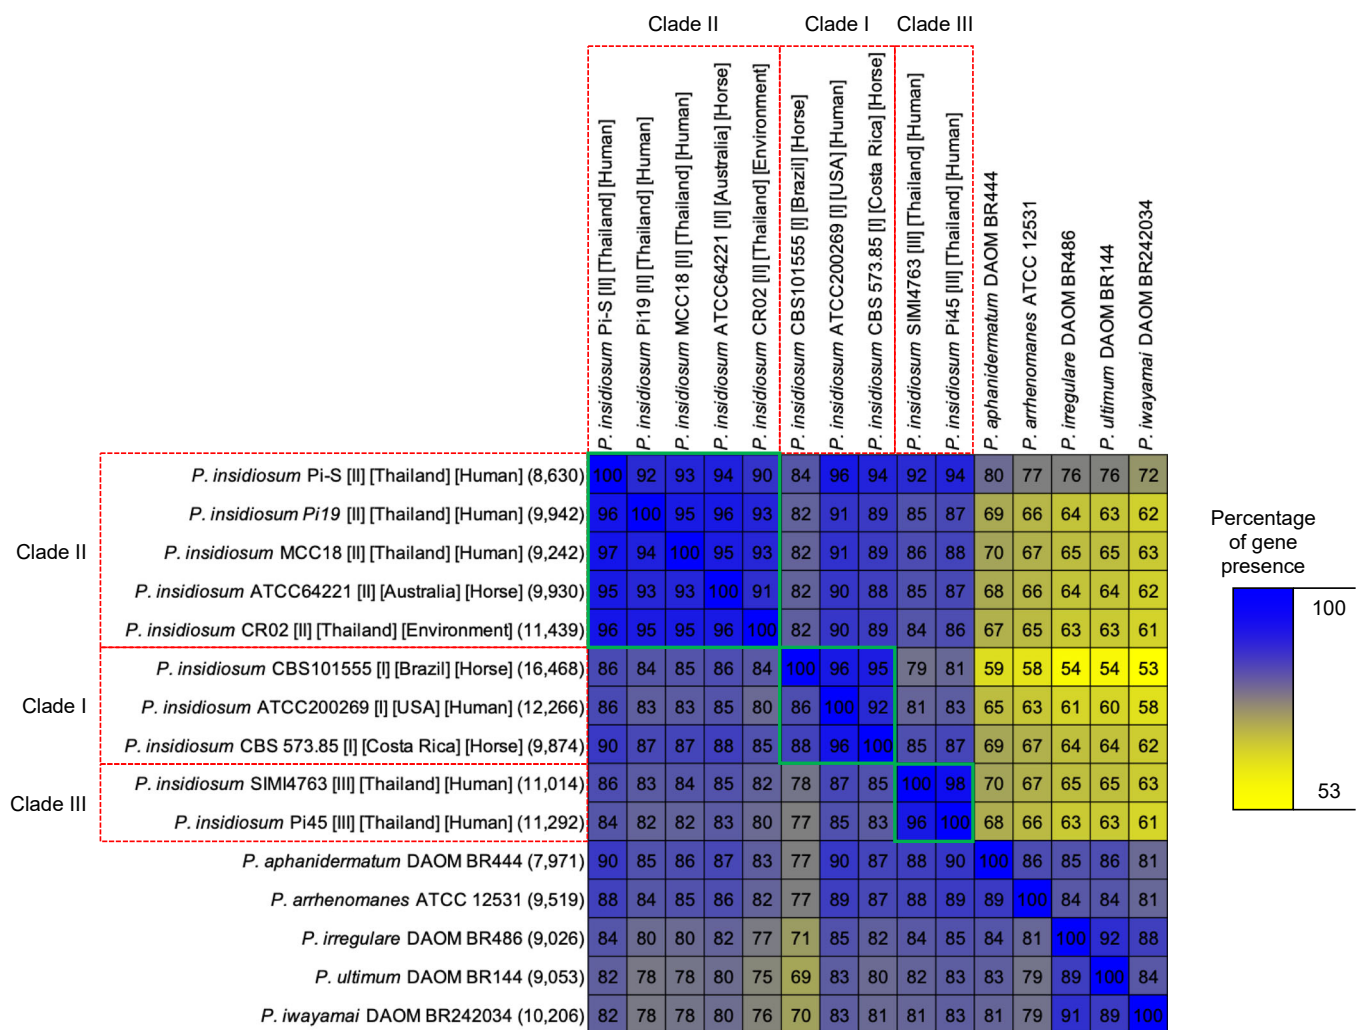 Clade II Clade I Clade III
P. insidiosum Pi-S [II] [Thailand] [Human]
P. insidiosum Pi19 [II] [Thailand] [Human]
P. insidiosum MCC18 [II] [Thailand] [Human]
P. insidiosum ATCC64221 [II] [Australia] [Horse]
P. insidiosum CR02 [II] [Thailand] [Environment]
P. insidiosum CBS101555 [I] [Brazil] [Horse]
P. insidiosum ATCC200269 [I] [USA] [Human]
P. insidiosum CBS 573.85 [I] [Costa Rica] [Horse]
P. insidiosum SIMI4763 [III] [Thailand] [Human]
P. insidiosum Pi45 [III] [Thailand] [Human]
P. aphanidermatum DAOM BR444
P. arrhenomanes ATCC 12531
P. irregulare DAOM BR486
P. ultimum DAOM BR144
P. iwayamai DAOM BR242034
P. insidiosum Pi-S [II] [Thailand] [Human] (8,630) 100 92 93 94 90 84 96 94 92 94 80 77 76 76 72
P. insidiosum Pi19 [II] [Thailand] [Human] (9,942) 96 100 95 96 93 82 91 89 85 87 69 66 64 63 62
Clade II
P. insidiosum MCC18 [II] [Thailand] [Human] (9,242) 97 94 100 95 93 82 91 89 86 88 70 67 65 65 63
P. insidiosum ATCC64221 [II] [Australia] [Horse] (9,930) 95 93 93 100 91 82 90 88 85 87 68 66 64 64 62
P. insidiosum CR02 [II] [Thailand] [Environment] (11,439) 96 95 95 96 100 82 90 89 84 86 67 65 63 63 61
P. insidiosum CBS101555 [I] [Brazil] [Horse] (16,468) 86 84 85 86 84 100 96 95 79 81 59 58 54 54 53
Clade I
P. insidiosum ATCC200269 [I] [USA] [Human] (12,266) 86 83 83 85 80 86 100 92 81 83 65 63 61 60 58
P. insidiosum CBS 573.85 [I] [Costa Rica] [Horse] (9,874) 90 87 87 88 85 88 96 100 85 87 69 67 64 64 62
Clade III
P. insidiosum SIMI4763 [III] [Thailand] [Human] (11,014) 86 83 84 85 82 78 87 85 100 98 70 67 65 65 63
P. insidiosum Pi45 [III] [Thailand] [Human] (11,292) 84 82 82 83 80 77 85 83 96 100 68 66 63 63 61
P. aphanidermatum DAOM BR444 (7,971) 90 85 86 87 83 77 90 87 88 90 100 86 85 86 81
P. arrhenomanes ATCC 12531 (9,519) 88 84 85 86 82 77 89 87 88 89 89 100 84 84 81
P. irregulare DAOM BR486 (9,026) 84 80 80 82 77 71 85 82 84 85 84 81 100 92 88
P. ultimum DAOM BR144 (9,053) 82 78 78 80 75 69 83 80 82 83 83 79 89 100 84
P. iwayamai DAOM BR242034 (10,206) 82 78 78 80 76 70 83 81 81 83 81 79 91 89 100
Percentage
of gene
presence
100
53